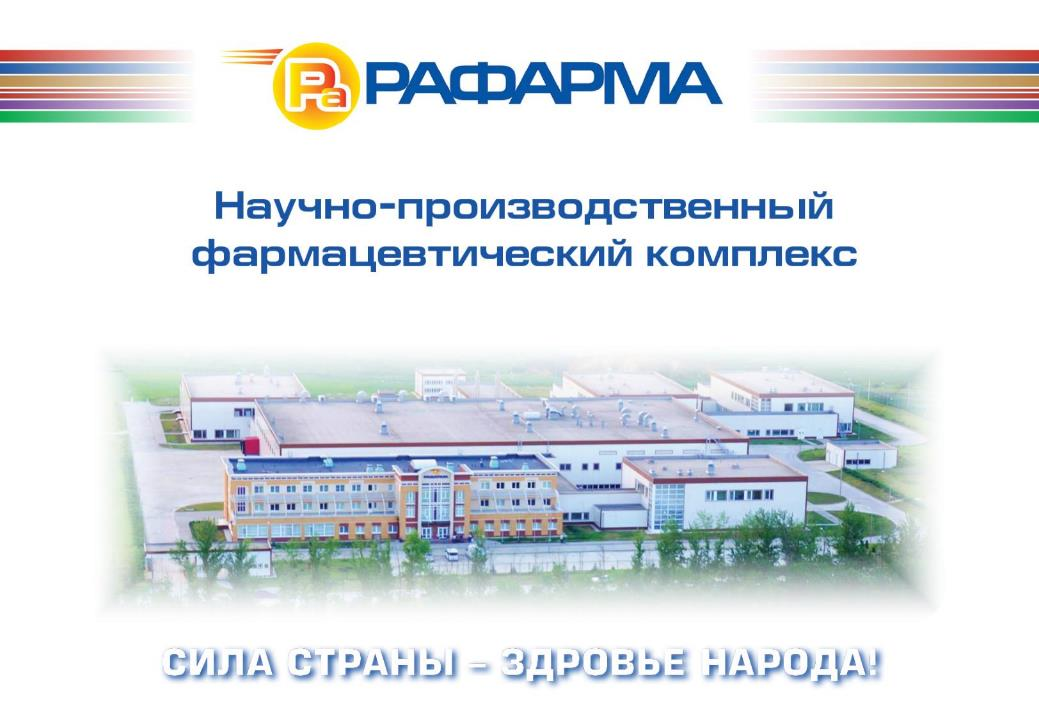 Ра РАФАРМА
Научно-производственный
фармацевтический комплекс
СИЛА СТРАНЫ – ЗДРОВЬЕ НАРОДА!